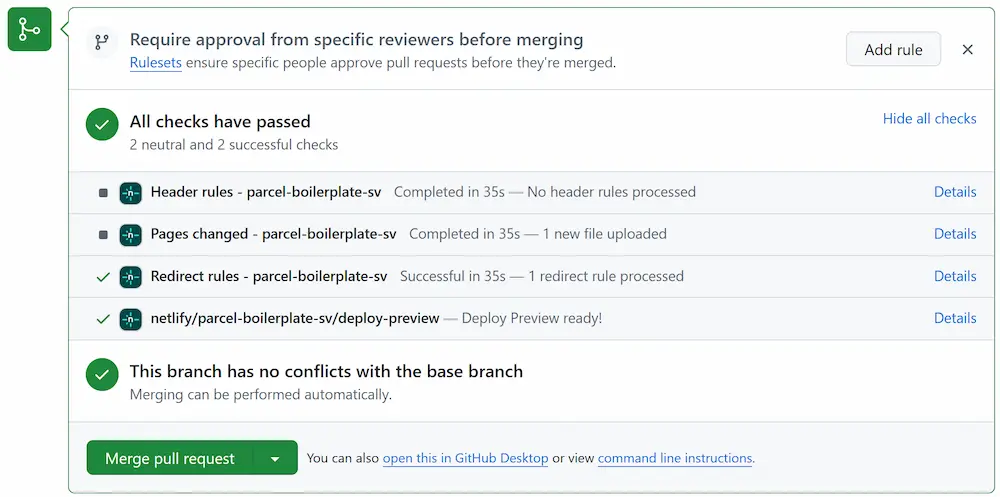 Require approval from specific reviewers before merging
Add rule
Rulesets ensure specific people approve pull requests before they're merged.
All checks have passed
Hide all checks
2 neutral and 2 successful checks
Header rules - parcel-boilerplate-sv Completed in 35s — No header rules processed Details
Pages changed - parcel-boilerplate-sv Completed in 35s — 1 new file uploaded Details
Redirect rules - parcel-boilerplate-sv Successful in 35s — 1 redirect rule processed Details
netlify/parcel-boilerplate-sv/deploy-preview — Deploy Preview ready! Details
This branch has no conflicts with the base branch
Merging can be performed automatically.
Merge pull request You can also open this in GitHub Desktop or view command line instructions.